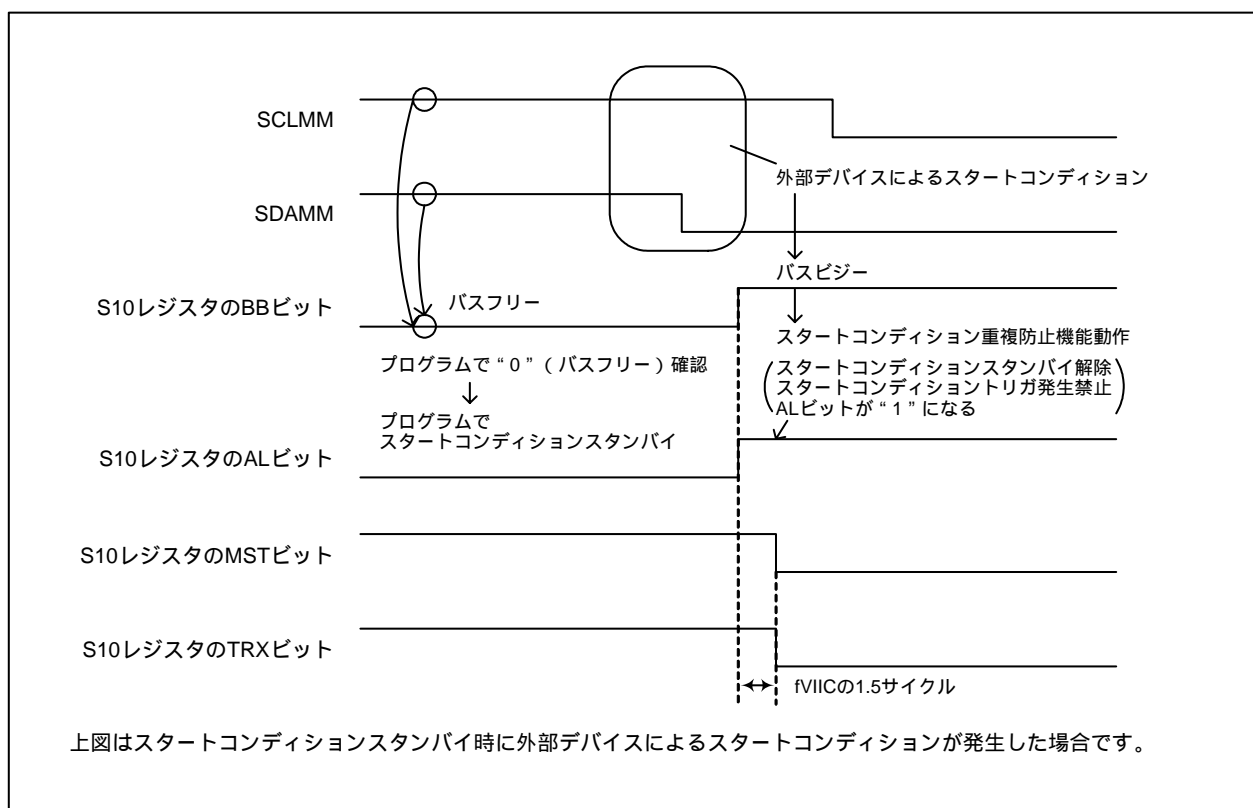 SCLMM
外部デバイスによるスタートコンディション
SDAMM
バスビジー
S10レジスタのBBビット
バスフリー
スタートコンディション重複防止機能動作
プログラムで“0”（バスフリー）確認
スタートコンディションスタンバイ解除
スタートコンディショントリガ発生禁止
ALビットが“1”になる
プログラムで
スタートコンディションスタンバイ
S10レジスタのALビット
S10レジスタのMSTビット
S10レジスタのTRXビット
fVIICの1.5サイクル
上図はスタートコンディションスタンバイ時に外部デバイスによるスタートコンディションが発生した場合です。